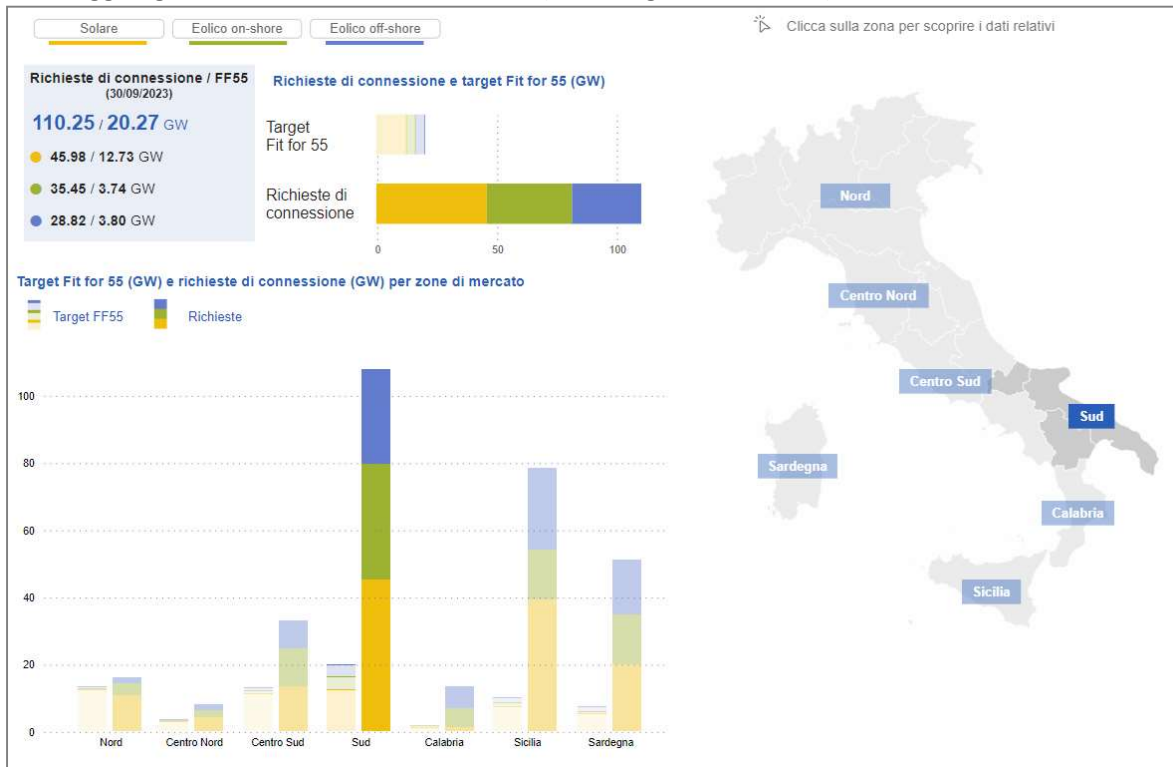 Solare
Eolico on-shore
Eolico off-shore
Clicca sulla zona per scoprire i dati relativi
Richieste di connessione / FF55
(30/09/2023)
110.25 / 20.27 GW
45.98 / 12.73 GW
35.45 / 3.74 GW
28.82 / 3.80 GW
Richieste di connessione e target Fit for 55 (GW)
Target
Fit for 55
Richieste di
connessione
0
50
100
Target Fit for 55 (GW) e richieste di connessione (GW) per zone di mercato
Target FF55
Richieste
100
80
60
40
20
0
Nord
Centro Nord
Centro Sud
Sud
Calabria
Sicilia
Sardegna
Nord
Centro Nord
Centro Sud
Sud
Sardegna
Calabria
Sicilia